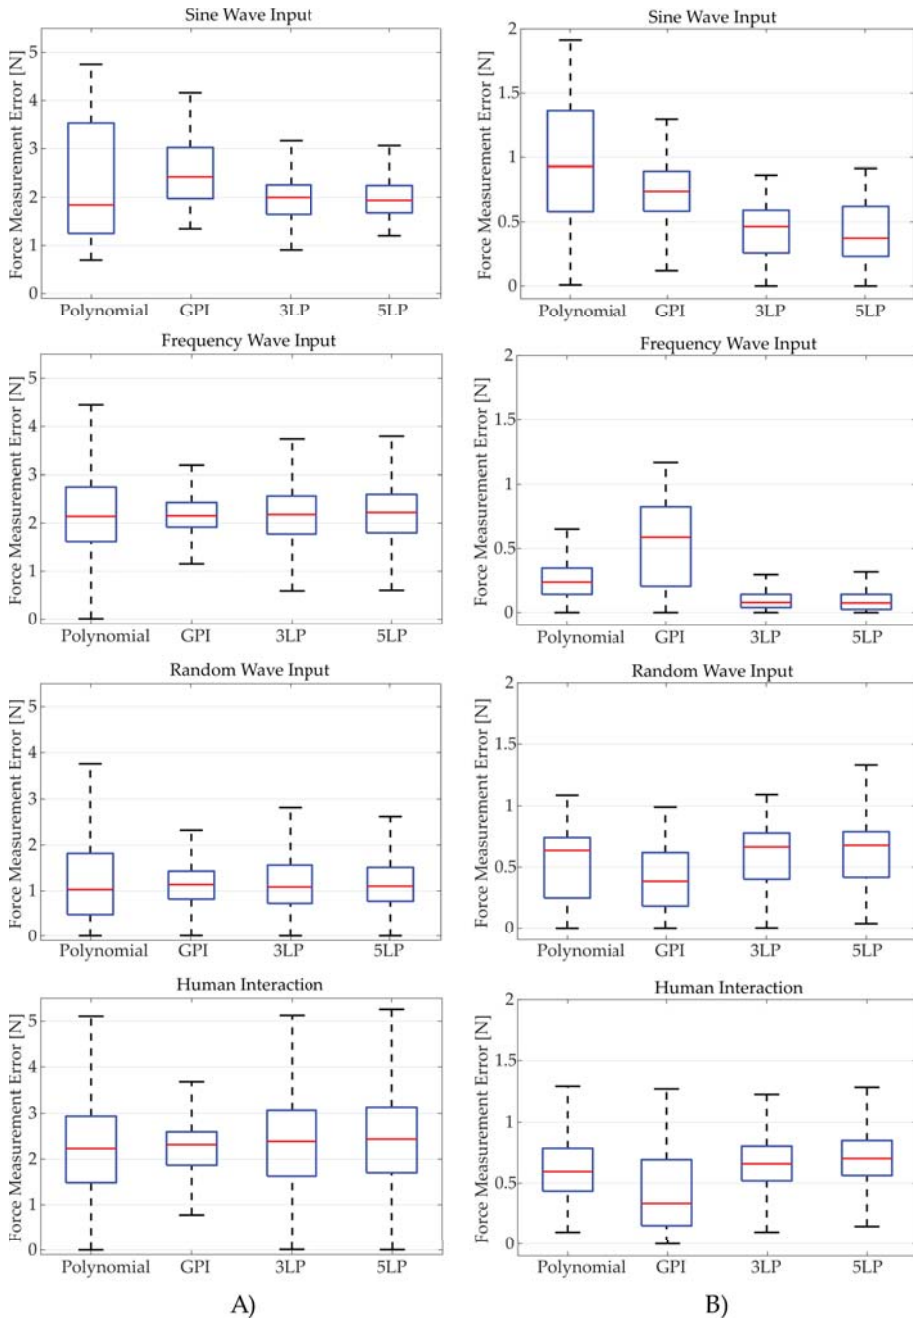 Sine Wave Input
Force Measurement Error [N]
5
4
3
2
1
0
Polynomial GPI 3LP 5LP
Sine Wave Input
Force Measurement Error [N]
2
1.5
1
0.5
0
Polynomial GPI 3LP 5LP
Frequency Wave Input
Force Measurement Error [N]
5
4
3
2
1
0
Polynomial GPI 3LP 5LP
Frequency Wave Input
Force Measurement Error [N]
2
1.5
1
0.5
0
Polynomial GPI 3LP 5LP
Random Wave Input
Force Measurement Error [N]
5
4
3
2
1
0
Polynomial GPI 3LP 5LP
Random Wave Input
Force Measurement Error [N]
2
1.5
1
0.5
0
Polynomial GPI 3LP 5LP
Human Interaction
Force Measurement Error [N]
5
4
3
2
1
0
Polynomial GPI 3LP 5LP
Human Interaction
Force Measurement Error [N]
2
1.5
1
0.5
0
Polynomial GPI 3LP 5LP
A)
B)